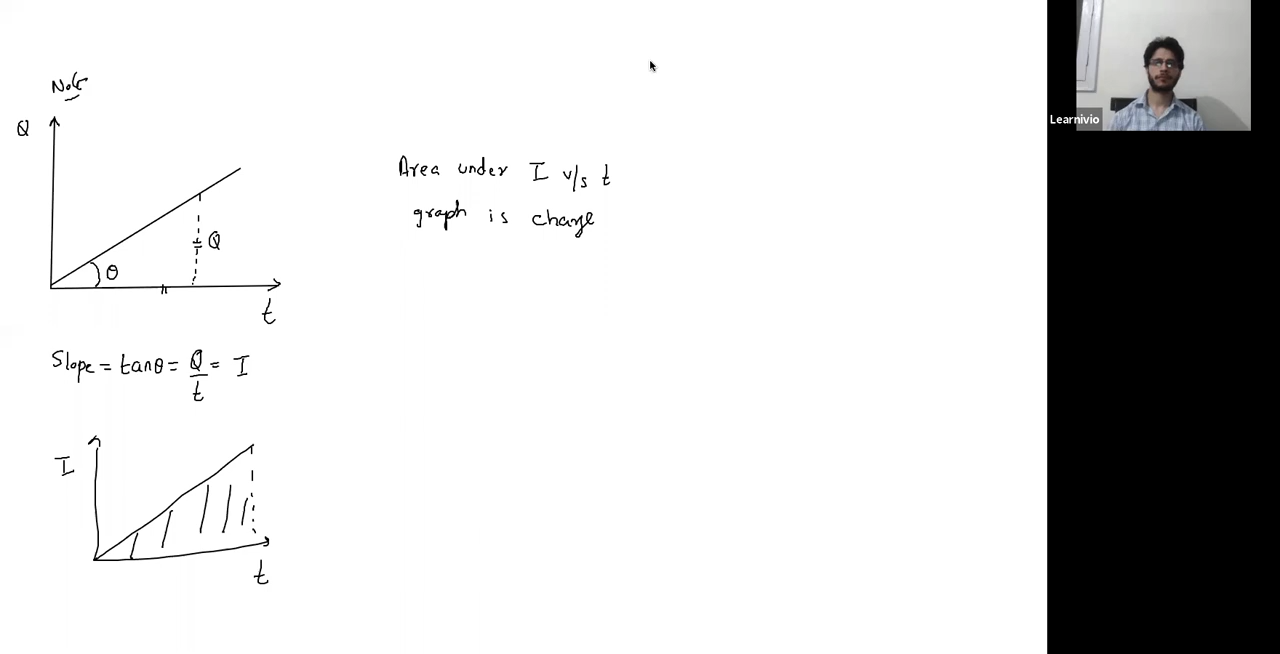 Note
Q
Q
θ
t
Slope = tanθ = Q/t = I
I
t
Area under I v/s t
graph is charge
Learnivio